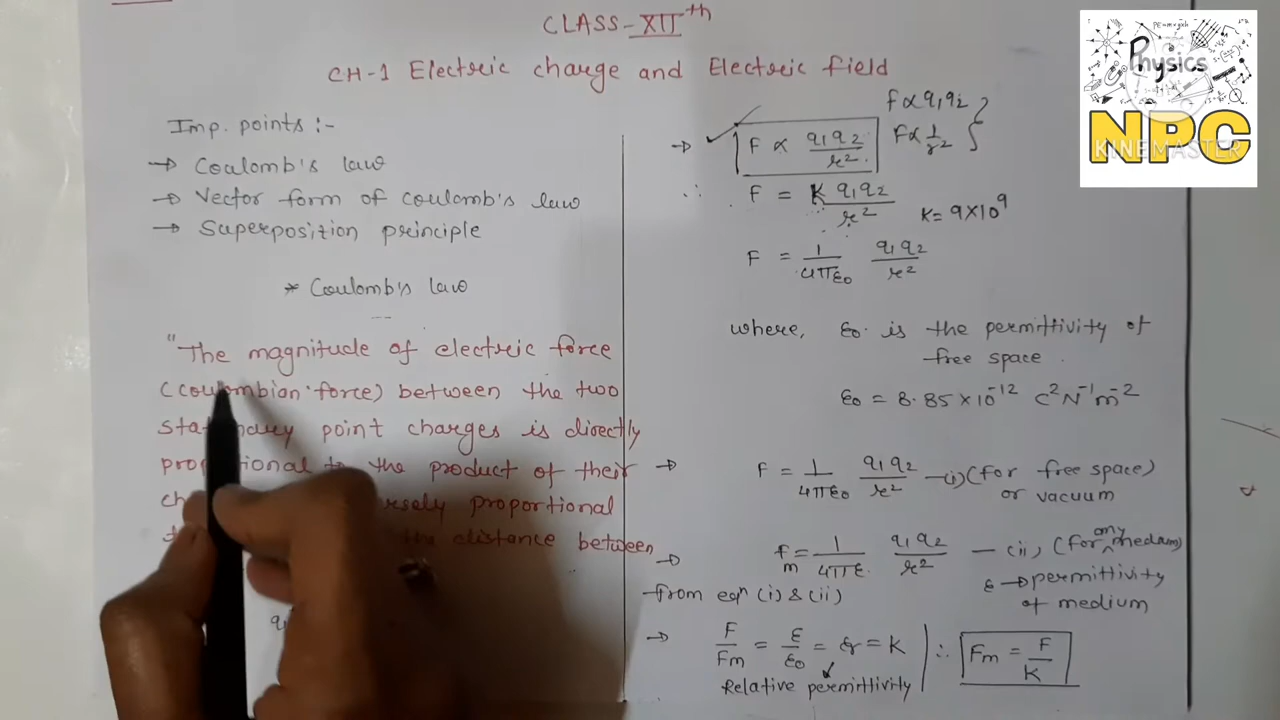 CLASS-XIIth
CH-1 Electric charge and Electric field
Imp. points :-
→ Coulomb's law
→ Vector form of coulomb's law
→ Superposition principle
* Coulomb's law
"The magnitude of electric force
(coulombian force) between the two
point charges is directly
to the product of their
proportional
the distance between
→ F ∝ q1q2/r²
F ∝ q1q2
F ∝ 1/r²
∴ F = K q1q2/r²
K = 9×10⁹
F = 1/4πε0 q1q2/r²
where, ε0 is the permittivity of
free space
ε0 = 8.85×10⁻¹² C²N⁻¹m⁻²
→ F = 1/4πε0 q1q2/r² —(i) (for free space)
or vacuum
→ Fm = 1/4πε q1q2/r² —(ii) (for any medium)
ε → permittivity
of medium
from eqn (i) & (ii)
→ F/Fm = ε/ε0 = εr = K
∴ Fm = F/K
Relative permittivity
Physics
NPC
KINEMASTER